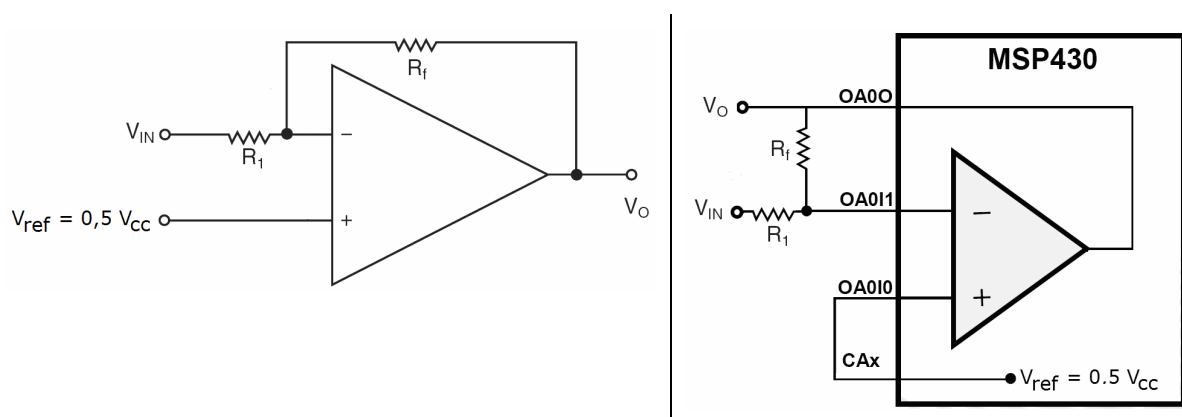 Rf
VIN
R1
−
Vref = 0,5 Vcc
+
VO
MSP430
VO
OA0O
Rf
VIN
OA0I1
R1
−
OA0I0
+
CAx
Vref = 0.5 Vcc